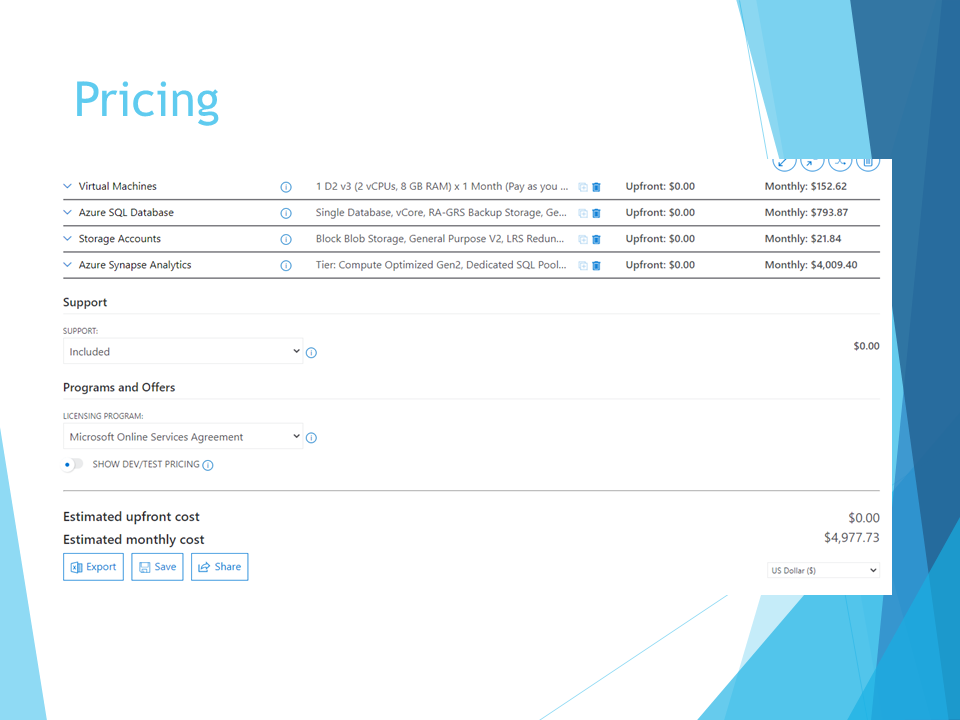 Pricing
Virtual Machines 1 D2 v3 (2 vCPUs, 8 GB RAM) x 1 Month (Pay as you ... Upfront: $0.00 Monthly: $152.62
Azure SQL Database Single Database, vCore, RA-GRS Backup Storage, Ge... Upfront: $0.00 Monthly: $793.87
Storage Accounts Block Blob Storage, General Purpose V2, LRS Redun... Upfront: $0.00 Monthly: $21.84
Azure Synapse Analytics Tier: Compute Optimized Gen2, Dedicated SQL Pool... Upfront: $0.00 Monthly: $4,009.40
Support
SUPPORT:
Included $0.00
Programs and Offers
LICENSING PROGRAM:
Microsoft Online Services Agreement
SHOW DEV/TEST PRICING
Estimated upfront cost $0.00
Estimated monthly cost $4,977.73
Export Save Share
US Dollar ($)